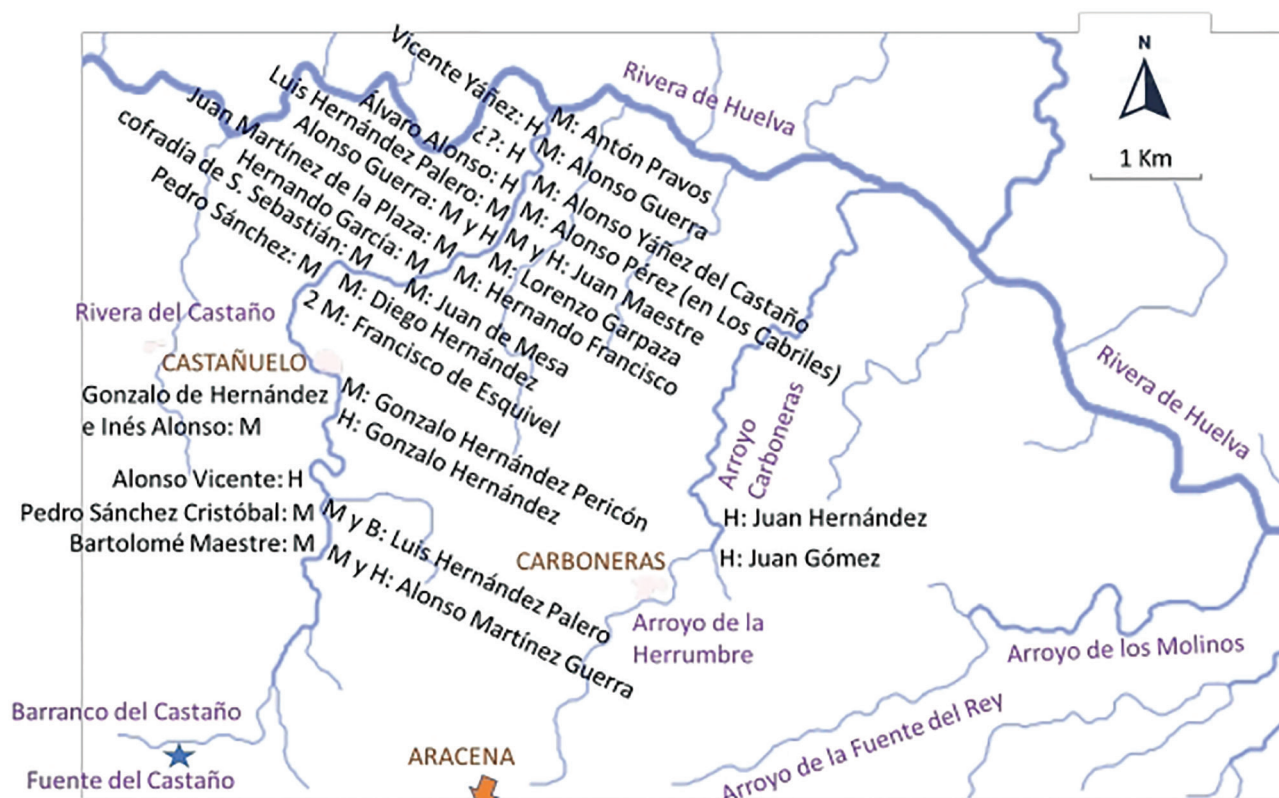 N
1 Km
Rivera de Huelva
Vicente Yáñez: H
¿?: H
Álvaro Alonso: H
Luis Hernández Palero: M
Alonso Guerra: M y H
Juan Martínez de la Plaza: M
Hernando García: M
cofradía de S. Sebastián: M
Pedro Sánchez: M
M: Antón Pravos
M: Alonso Guerra
M: Alonso Yáñez del Castaño
M: Alonso Pérez (en Los Cabriles)
M y H: Juan Maestre
M: Lorenzo Garpaza
M: Hernando Francisco
M: Juan de Mesa
M: Diego Hernández
2 M: Francisco de Esquivel
Rivera del Castaño
CASTAÑUELO
Gonzalo de Hernández
e Inés Alonso: M
M: Gonzalo Hernández Pericón
H: Gonzalo Hernández
Alonso Vicente: H
Pedro Sánchez Cristóbal: M
Bartolomé Maestre: M
M y B: Luis Hernández Palero
M y H: Alonso Martínez Guerra
Arroyo
Carboneras
Rivera de Huelva
H: Juan Hernández
H: Juan Gómez
CARBONERAS
Arroyo de la
Herrumbre
Arroyo de los Molinos
Arroyo de la Fuente del Rey
Barranco del Castaño
Fuente del Castaño
ARACENA